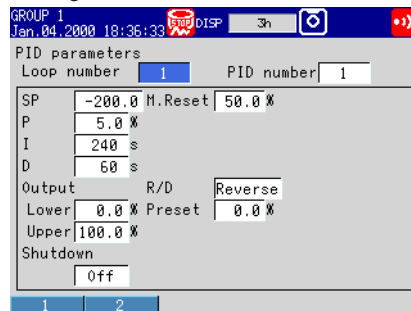 GROUP 1
Jan.04.2000 18:36:33 STOP DISP 3h
PID parameters
Loop number 1 PID number 1
SP -200.0 M.Reset 50.0 %
P 5.0 %
I 240 s
D 60 s
Output R/D Reverse
Lower 0.0 % Preset 0.0 %
Upper 100.0 %
Shutdown
Off
1 2